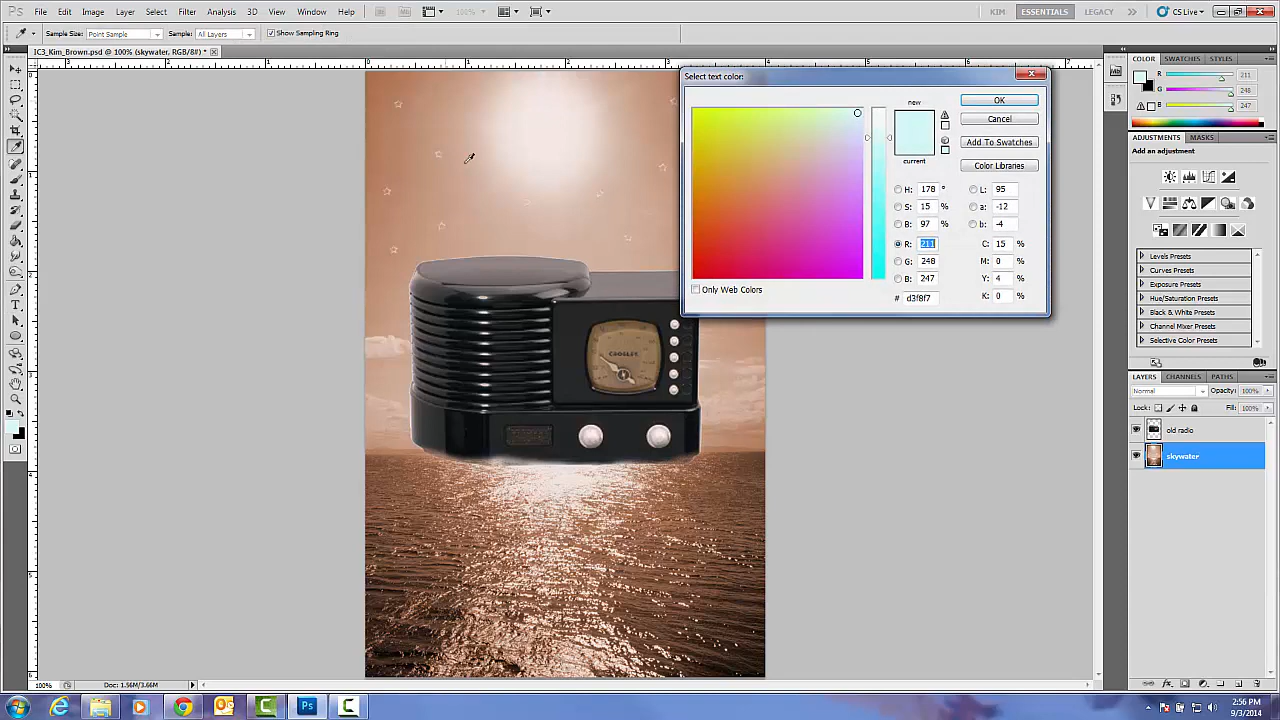 Ps File Edit Image Layer Select Filter Analysis 3D View Window Help 100% KIM ESSENTIALS LEGACY CS Live
Sample Size: Point Sample Sample: All Layers Show Sampling Ring
IC3_Kim_Brown.psd @ 100% (skywater, RGB/8#) *
Select text color:
new
current
OK
Cancel
Add To Swatches
Color Libraries
H: 178 ° L: 95
S: 15 % a: -12
B: 97 % b: -4
R: 211 C: 15 %
G: 248 M: 0 %
B: 247 Y: 4 %
# d3f8f7 K: 0 %
Only Web Colors
CROSLEY
COLOR SWATCHES STYLES
R 211
G 248
B 247
ADJUSTMENTS MASKS
Add an adjustment
Levels Presets
Curves Presets
Exposure Presets
Hue/Saturation Presets
Black & White Presets
Channel Mixer Presets
Selective Color Presets
LAYERS CHANNELS PATHS
Normal Opacity: 100%
Lock: Fill: 100%
old radio
skywater
100% Doc: 1.56M/3.66M
2:56 PM
9/3/2014